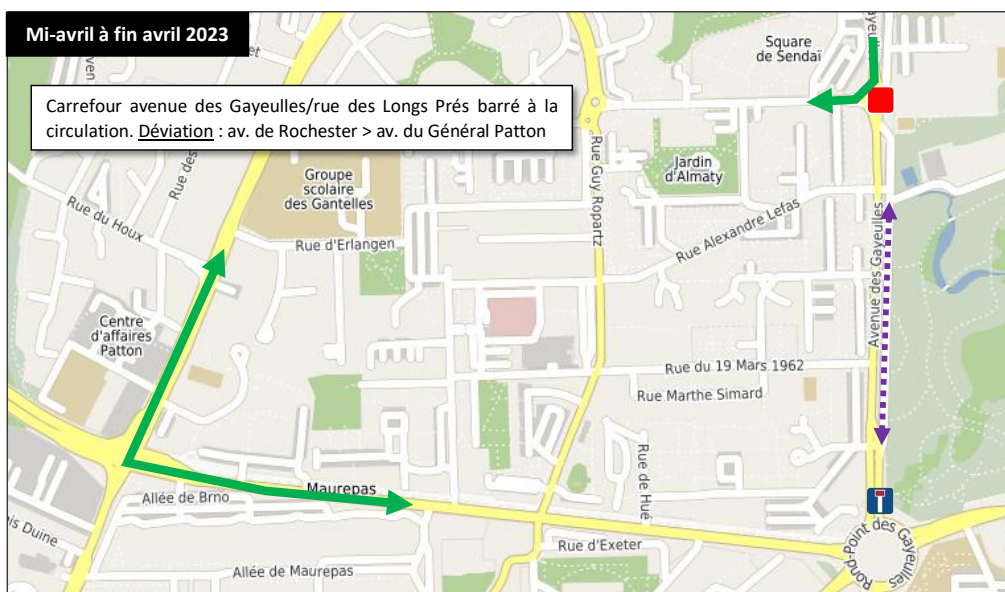 Mi-avril à fin avril 2023
Carrefour avenue des Gayeulles/rue des Longs Prés barré à la
circulation. Déviation : av. de Rochester > av. du Général Patton
Square
de Sendaï
Jardin
d'Almaty
Groupe
scolaire
des Gantelles
Rue des
Rue du Houx
Rue d'Erlangen
Rue Guy Ropartz
Rue Alexandre Lefas
Avenue des Gayeulles
Centre
d'affaires
Patton
Rue du 19 Mars 1962
Rue Marthe Simard
Rue de Hué
Maurepas
Allée de Brno
Duine
Rue d'Exeter
Allée de Maurepas
Rond-Point des Gayeulles